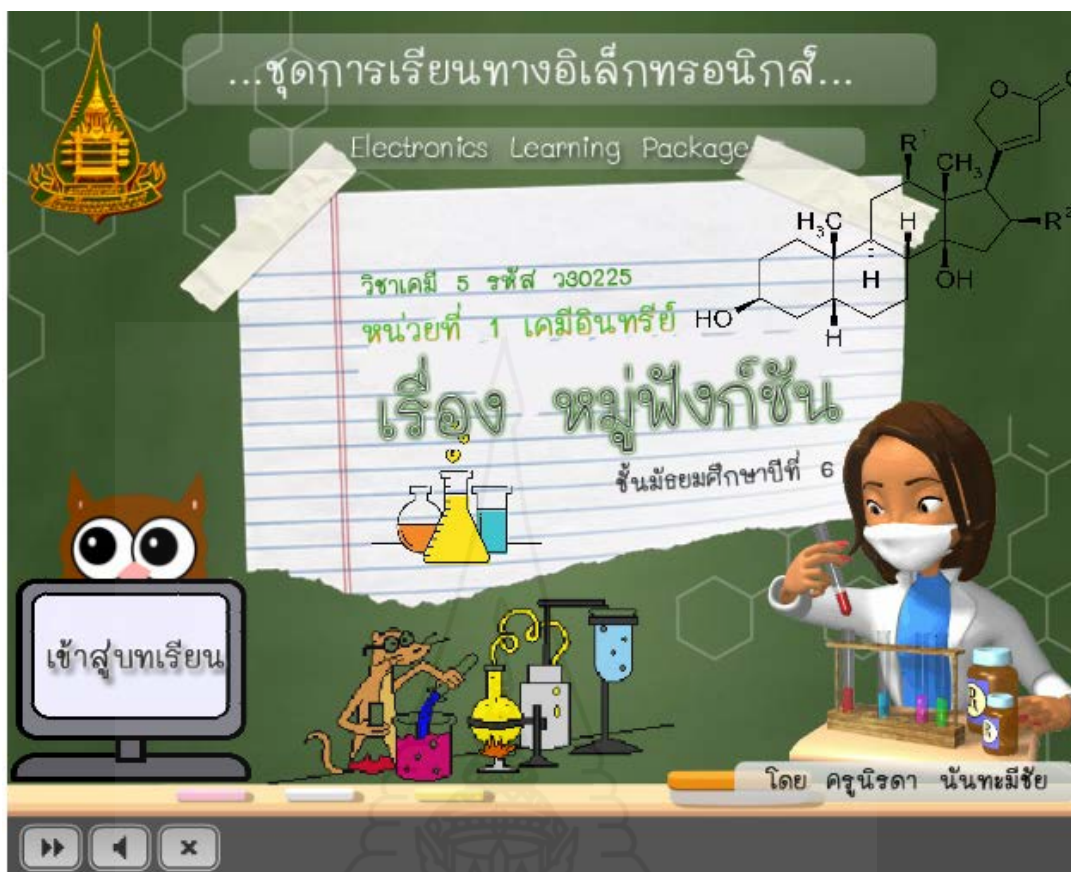 ...ชุดการเรียนทางอิเล็กทรอนิกส์...
Electronics Learning Package
วิชาเคมี 5 รหัส ว30225
หน่วยที่ 1 เคมีอินทรีย์
เรื่อง หมู่ฟังก์ชัน
ชั้นมัธยมศึกษาปีที่ 6
O
R
CH₃
H₃C
H
R
H
OH
HO
H
เข้าสู่บทเรียน
โดย ครูนิรดา นันทะมีชัย